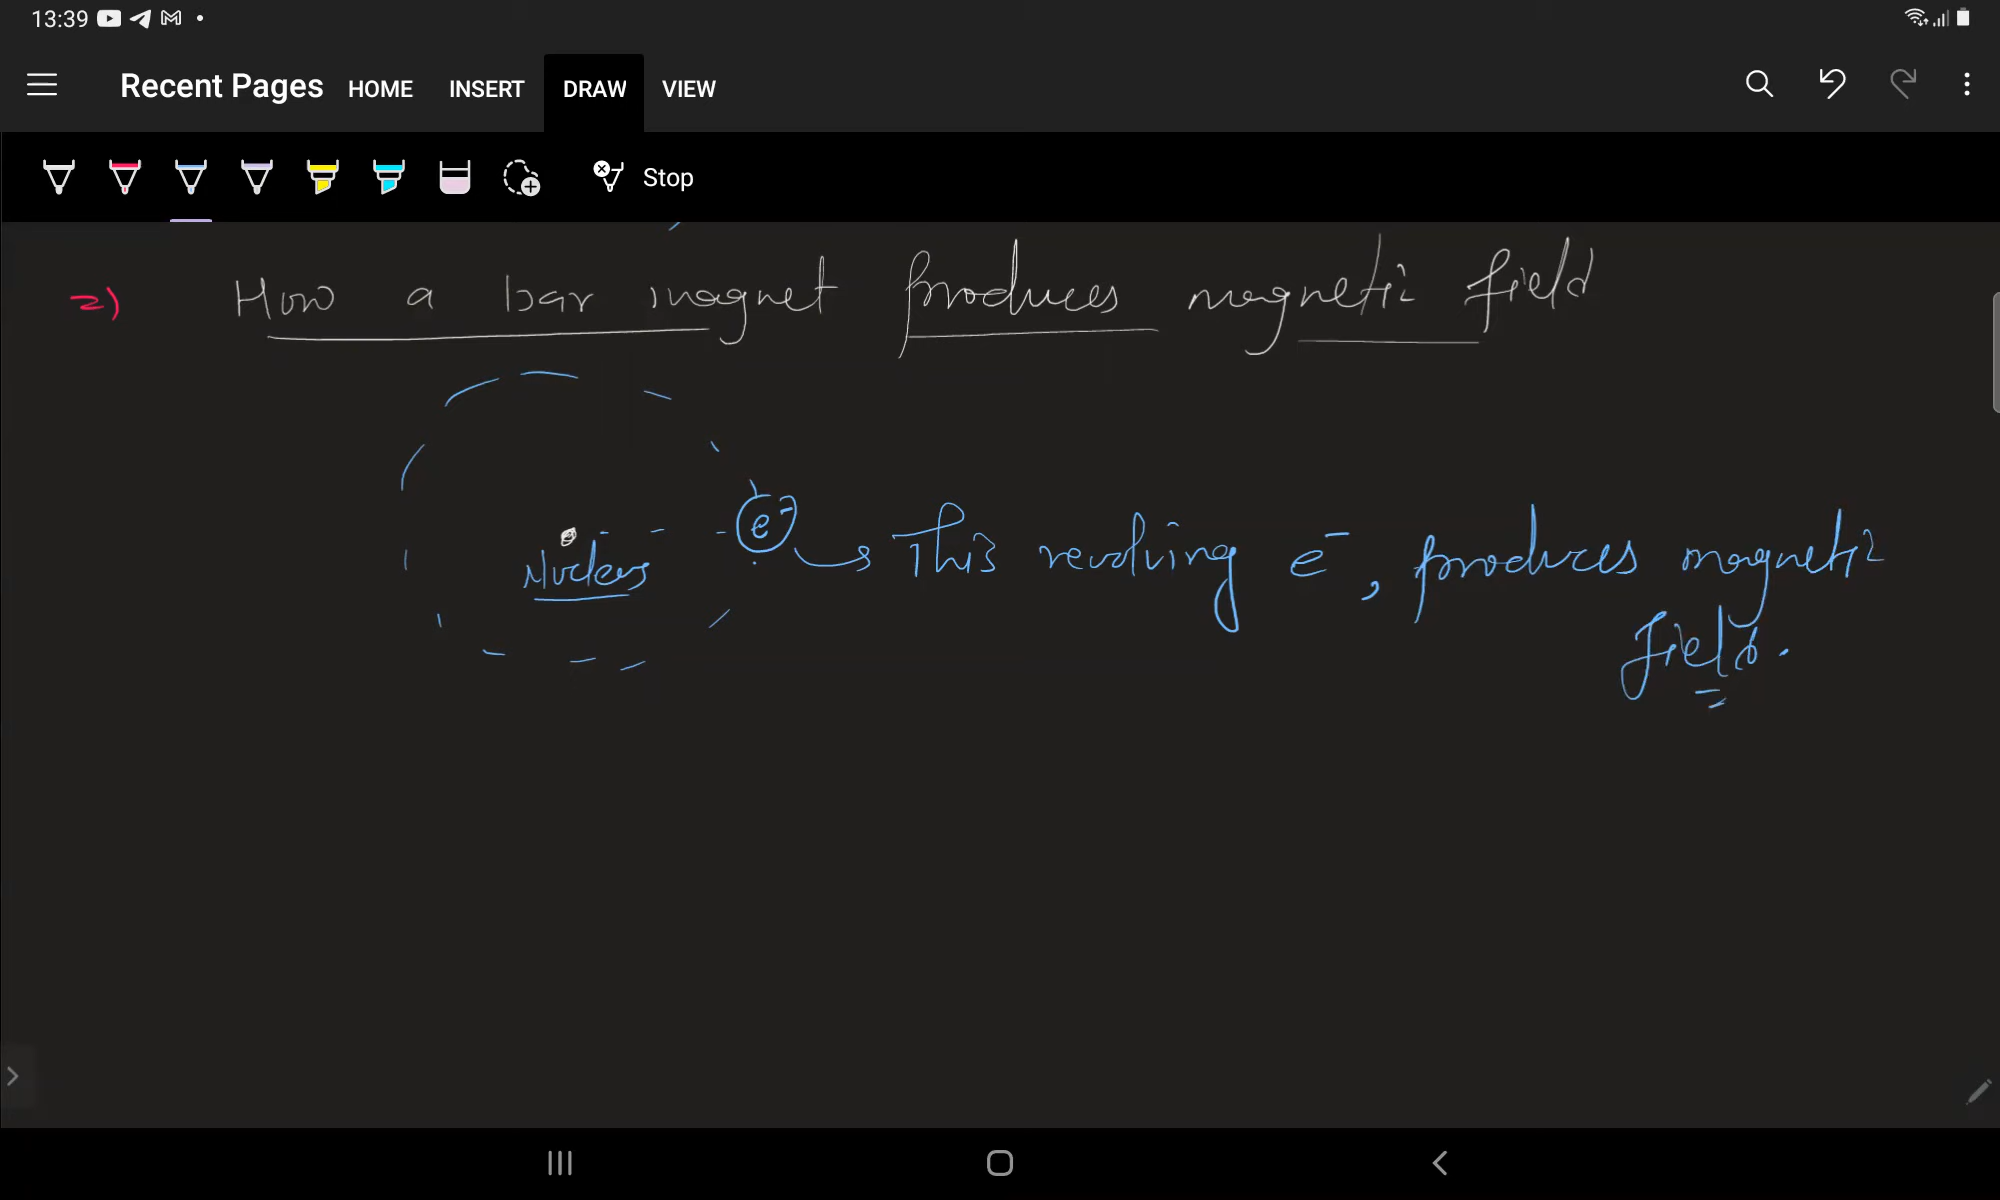 13:39
Recent Pages HOME INSERT DRAW VIEW
Stop
2) How a bar magnet produces magnetic field
e-
Nucleus
This revolving e-, produces magnetic
field.